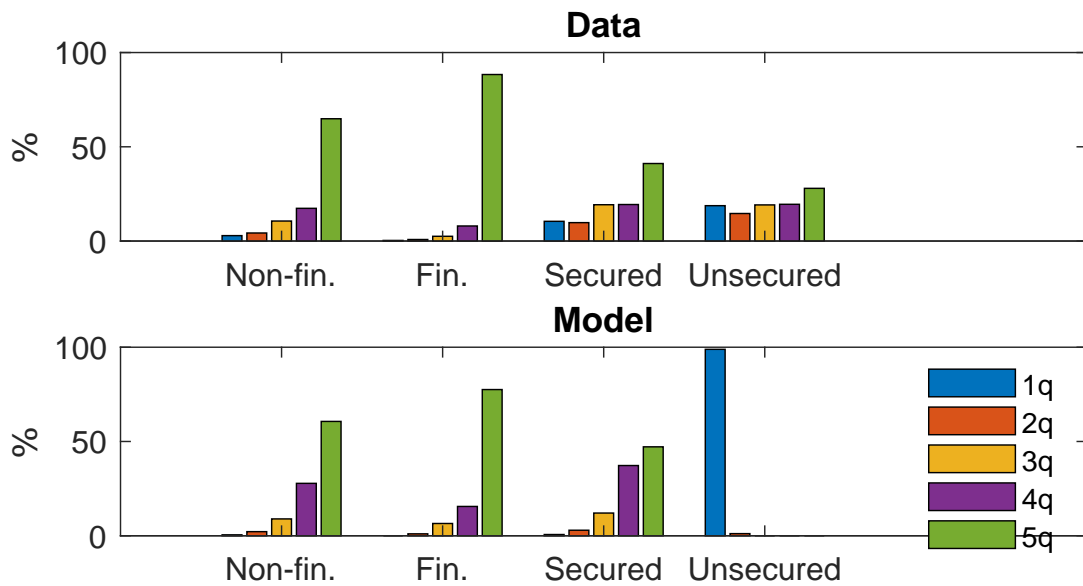 Data
100
50
0
%
Non-fin. Fin. Secured Unsecured
Model
100
50
0
%
Non-fin. Fin. Secured Unsecured
1q
2q
3q
4q
5q